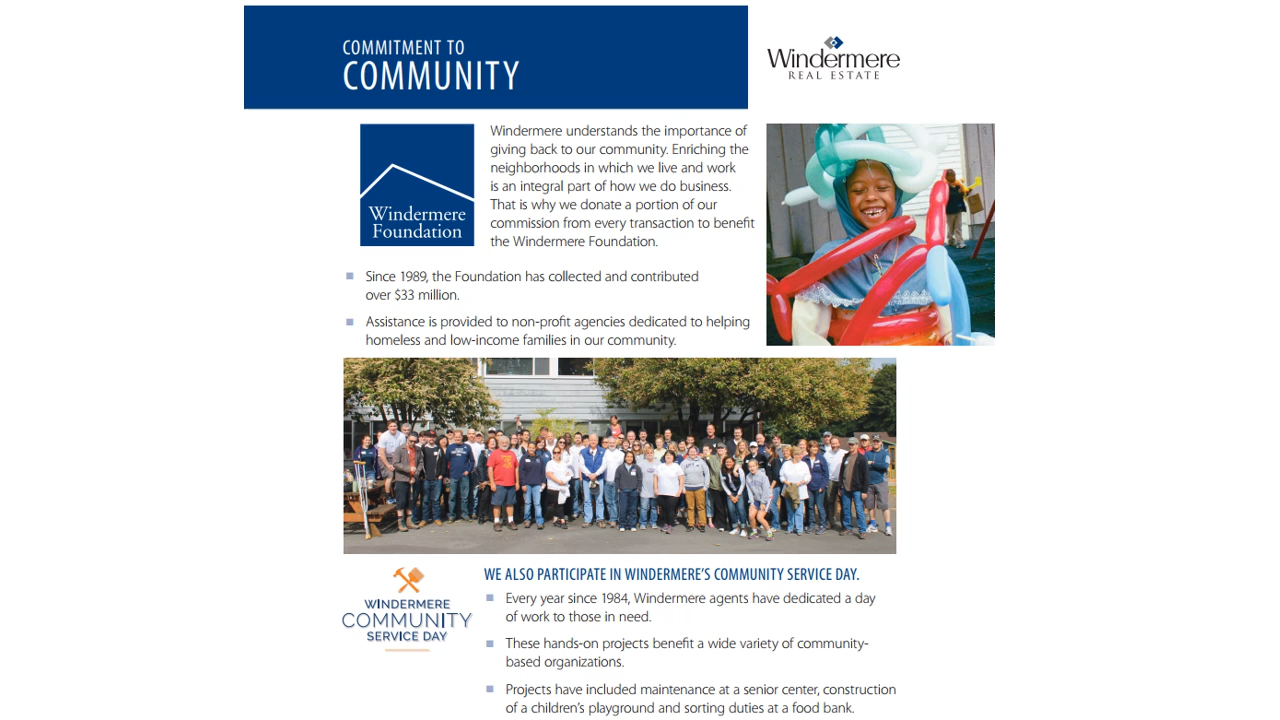 COMMITMENT TO
COMMUNITY
Windermere
REAL ESTATE
Windermere
Foundation
Windermere understands the importance of
giving back to our community. Enriching the
neighborhoods in which we live and work
is an integral part of how we do business.
That is why we donate a portion of our
commission from every transaction to benefit
the Windermere Foundation.
Since 1989, the Foundation has collected and contributed
over $33 million.
Assistance is provided to non-profit agencies dedicated to helping
homeless and low-income families in our community.
WINDERMERE
COMMUNITY
SERVICE DAY
WE ALSO PARTICIPATE IN WINDERMERE'S COMMUNITY SERVICE DAY.
Every year since 1984, Windermere agents have dedicated a day
of work to those in need.
These hands-on projects benefit a wide variety of community-
based organizations.
Projects have included maintenance at a senior center, construction
of a children's playground and sorting duties at a food bank.